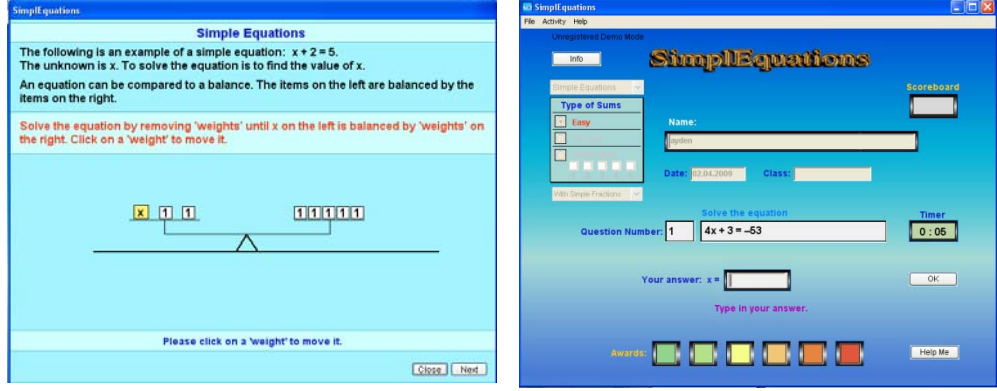 SimplEquations
Simple Equations
The following is an example of a simple equation: x + 2 = 5.
The unknown is x. To solve the equation is to find the value of x.
An equation can be compared to a balance. The items on the left are balanced by the
items on the right.
Solve the equation by removing 'weights' until x on the left is balanced by 'weights' on
the right. Click on a 'weight' to move it.
x 1 1 1 1 1 1 1
Please click on a 'weight' to move it.
Close Next
SimplEquations
File Activity Help
Unregistered Demo Mode
Info
SimplEquations
Simple Equations
Scoreboard
Type of Sums
Easy
Name:
Jayden
Date: 02.04.2009 Class:
With Simple Fractions
Solve the equation
Timer
Question Number: 1 4x + 3 = –53 0 : 05
Your answer: x = OK
Type in your answer.
Awards: Help Me